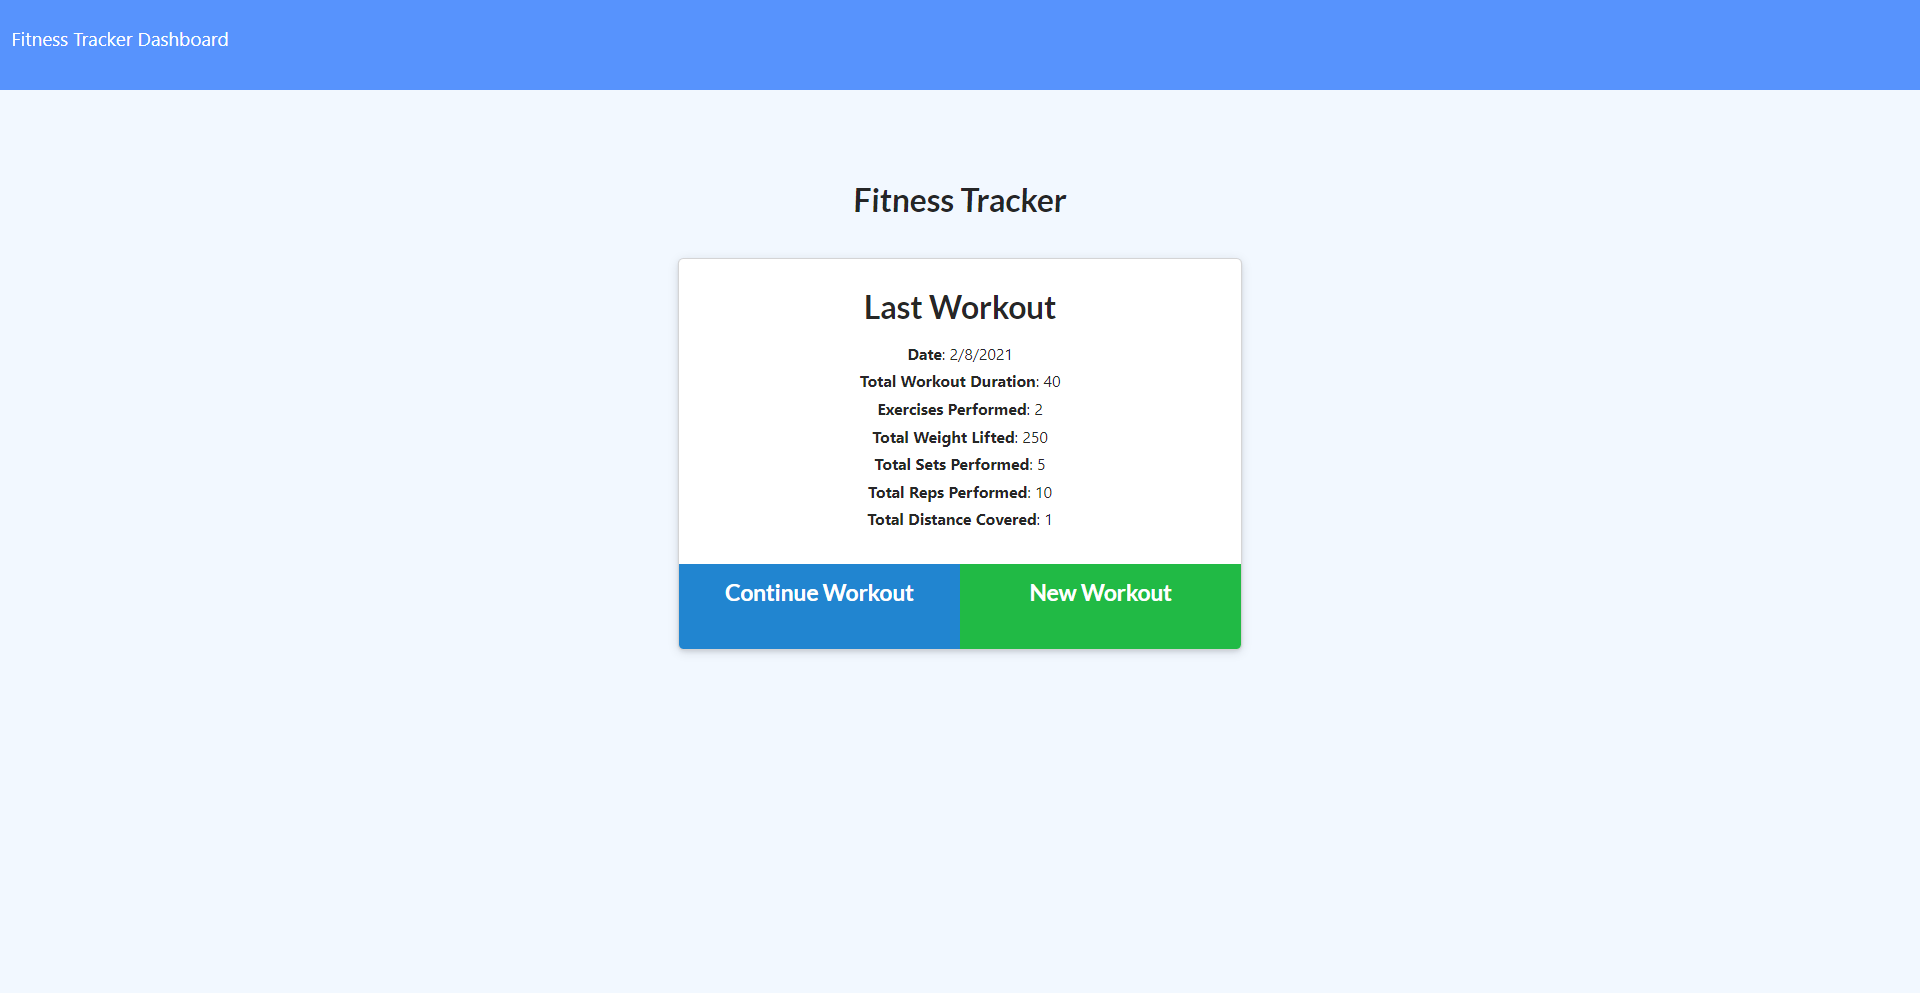 Fitness Tracker Dashboard
Fitness Tracker
Last Workout
Date: 2/8/2021
Total Workout Duration: 40
Exercises Performed: 2
Total Weight Lifted: 250
Total Sets Performed: 5
Total Reps Performed: 10
Total Distance Covered: 1
Continue Workout
New Workout